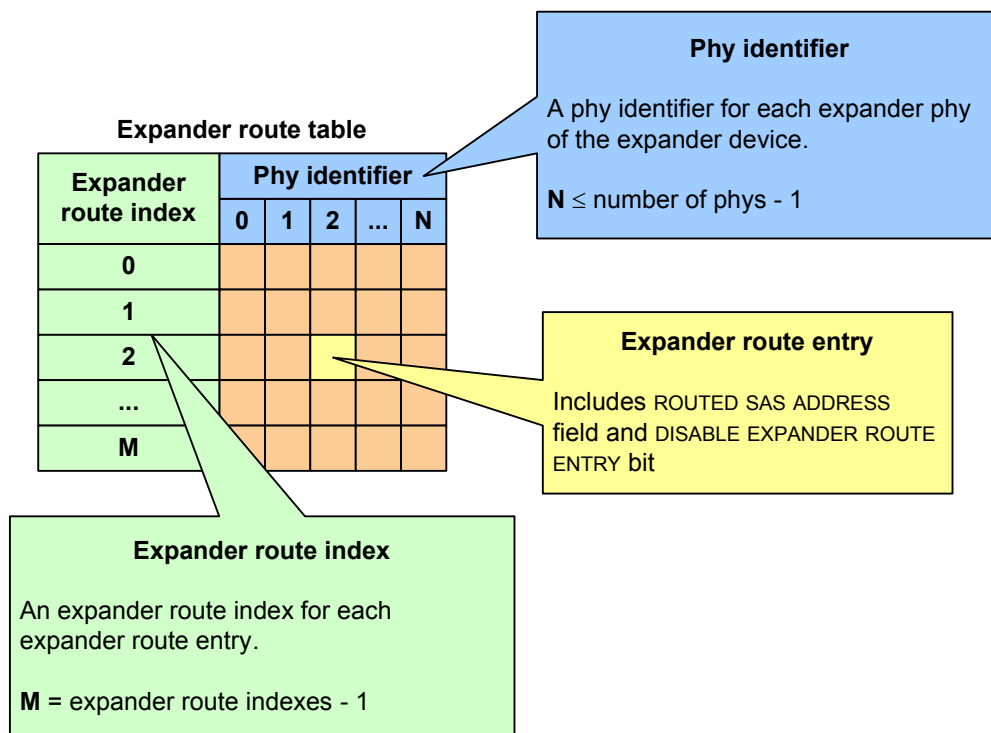 Phy identifier
A phy identifier for each expander phy
of the expander device.
N ≤ number of phys - 1
Expander route table
Expander
route index
Phy identifier
0 1 2 ... N
0
1
2
...
M
Expander route entry
Includes ROUTED SAS ADDRESS
field and DISABLE EXPANDER ROUTE
ENTRY bit
Expander route index
An expander route index for each
expander route entry.
M = expander route indexes - 1